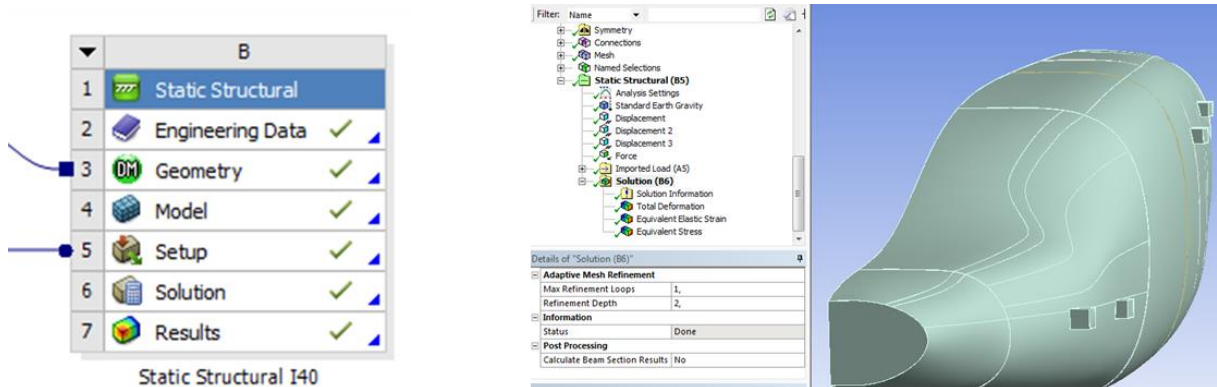 B
1 Static Structural
2 Engineering Data
3 DM Geometry
4 Model
5 Setup
6 Solution
7 Results
Static Structural I40
Filter: Name
Symmetry
Connections
Mesh
Named Selections
Static Structural (B5)
Analysis Settings
Standard Earth Gravity
Displacement
Displacement 2
Displacement 3
Force
Imported Load (A5)
Solution (B6)
Solution Information
Total Deformation
Equivalent Elastic Strain
Equivalent Stress
Details of "Solution (B6)"
Adaptive Mesh Refinement
Max Refinement Loops 1,
Refinement Depth 2,
Information
Status Done
Post Processing
Calculate Beam Section Results No